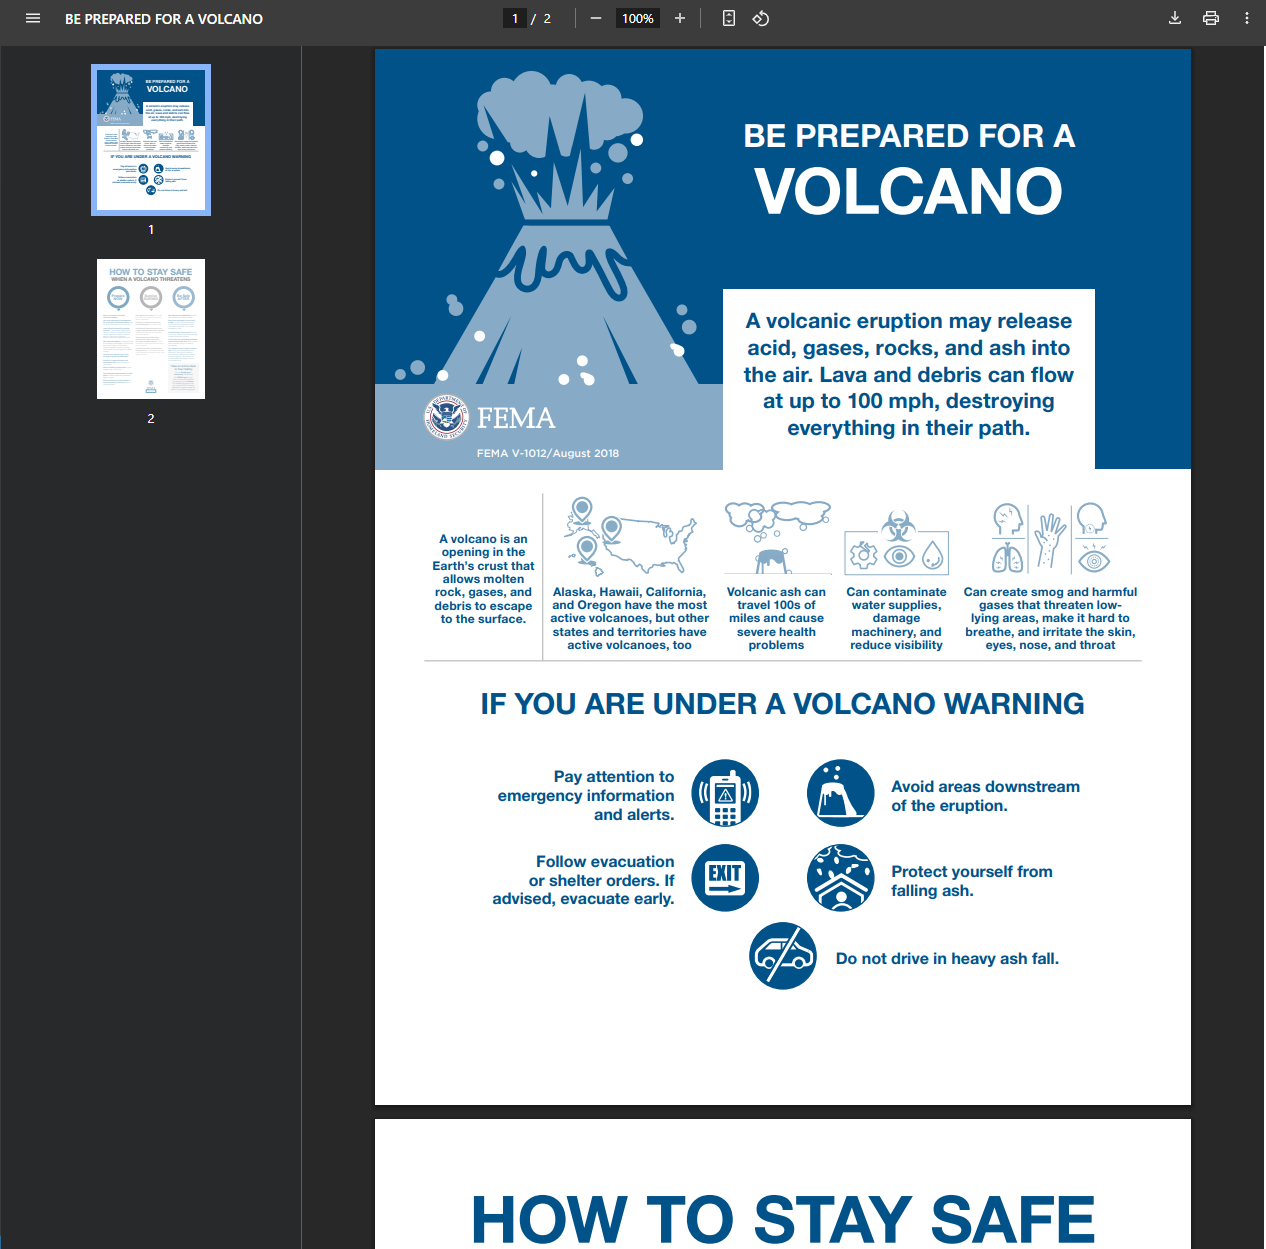 BE PREPARED FOR A VOLCANO
1 / 2
100%
BE PREPARED FOR A
VOLCANO
1
HOW TO STAY SAFE
WHEN A VOLCANO THREATENS
2
BE PREPARED FOR A
VOLCANO
A volcanic eruption may release
acid, gases, rocks, and ash into
the air. Lava and debris can flow
at up to 100 mph, destroying
everything in their path.
U.S. DEPARTMENT OF
HOMELAND SECURITY
FEMA
FEMA V-1012/August 2018
A volcano is an
opening in the
Earth's crust that
allows molten
rock, gases, and
debris to escape
to the surface.
Alaska, Hawaii, California,
and Oregon have the most
active volcanoes, but other
states and territories have
active volcanoes, too
Volcanic ash can
travel 100s of
miles and cause
severe health
problems
Can contaminate
water supplies,
damage
machinery, and
reduce visibility
Can create smog and harmful
gases that threaten low-
lying areas, make it hard to
breathe, and irritate the skin,
eyes, nose, and throat
IF YOU ARE UNDER A VOLCANO WARNING
Pay attention to
emergency information
and alerts.
Avoid areas downstream
of the eruption.
Follow evacuation
or shelter orders. If
advised, evacuate early.
EXIT
Protect yourself from
falling ash.
Do not drive in heavy ash fall.
HOW TO STAY SAFE